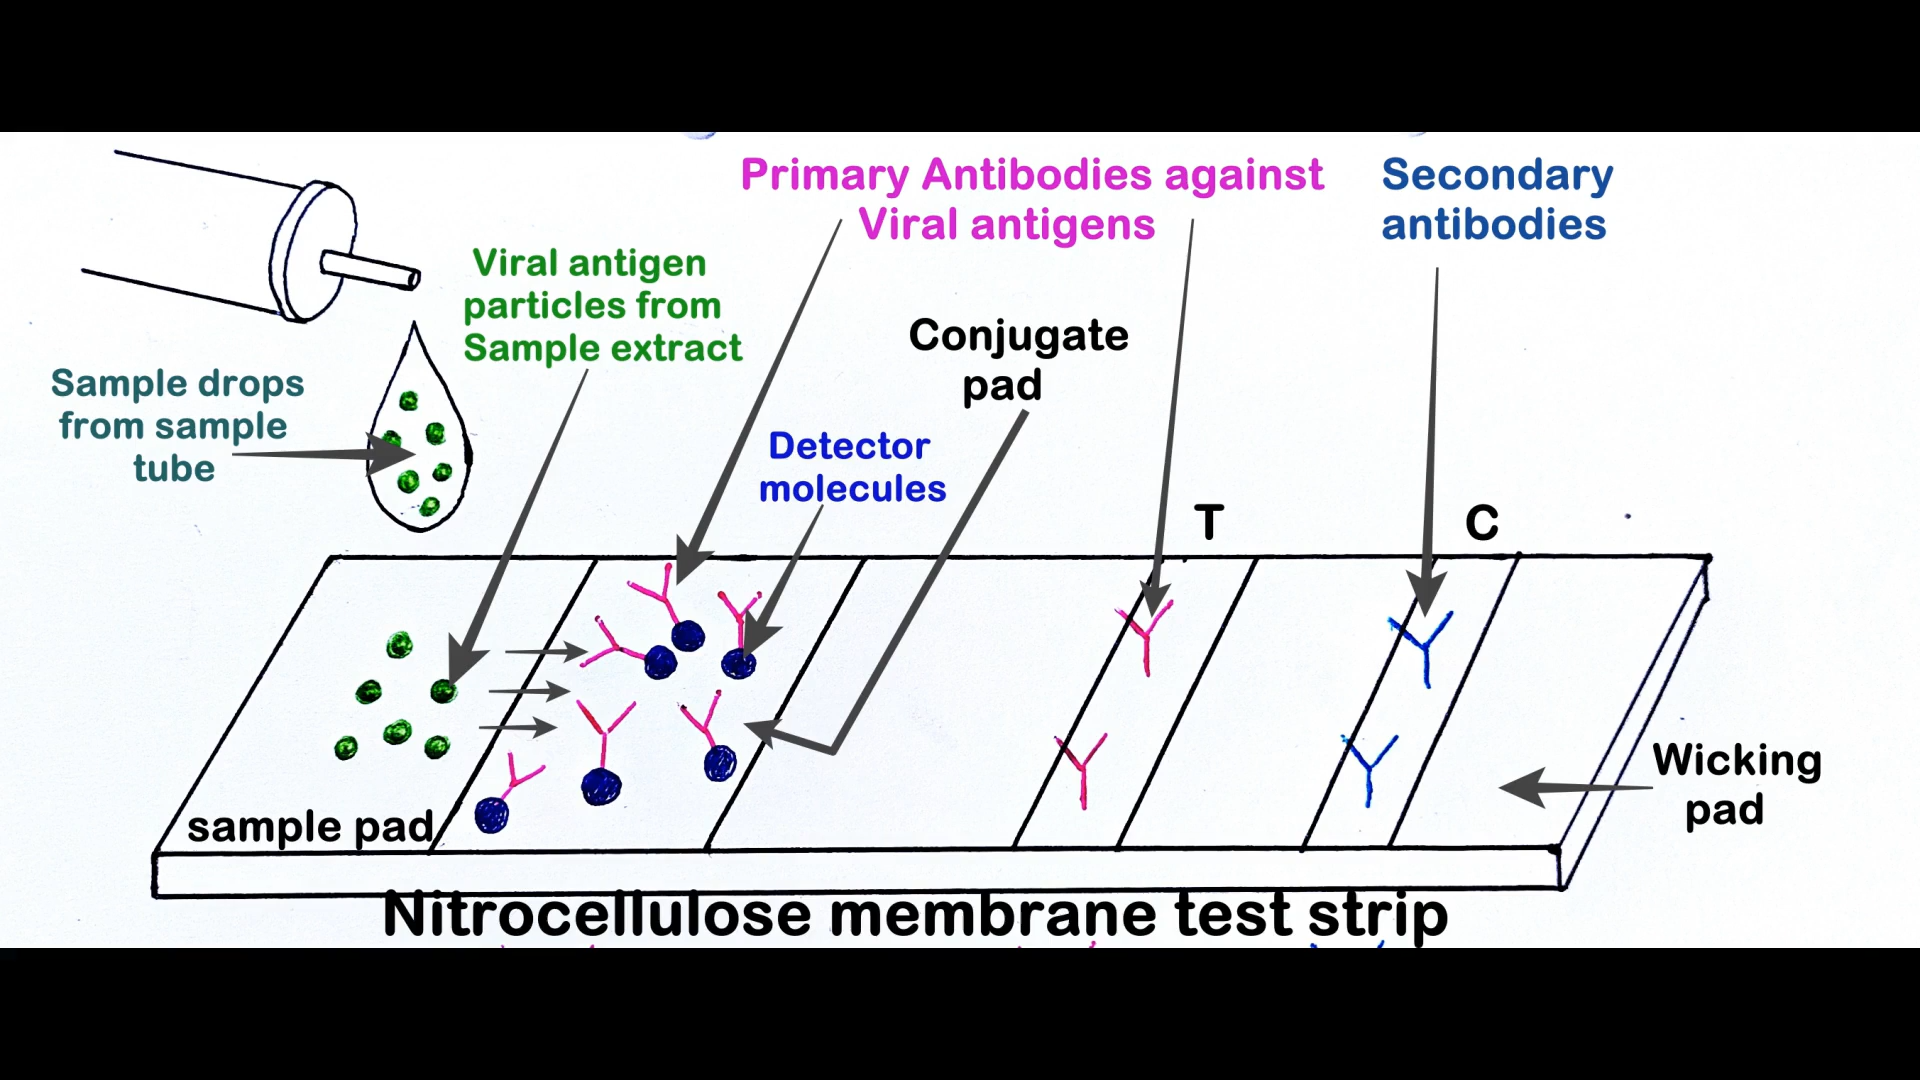 Primary Antibodies against
Viral antigens
Secondary
antibodies
Viral antigen
particles from
Sample extract
Conjugate
pad
Sample drops
from sample
tube
Detector
molecules
T
C
Wicking
pad
sample pad
Nitrocellulose membrane test strip